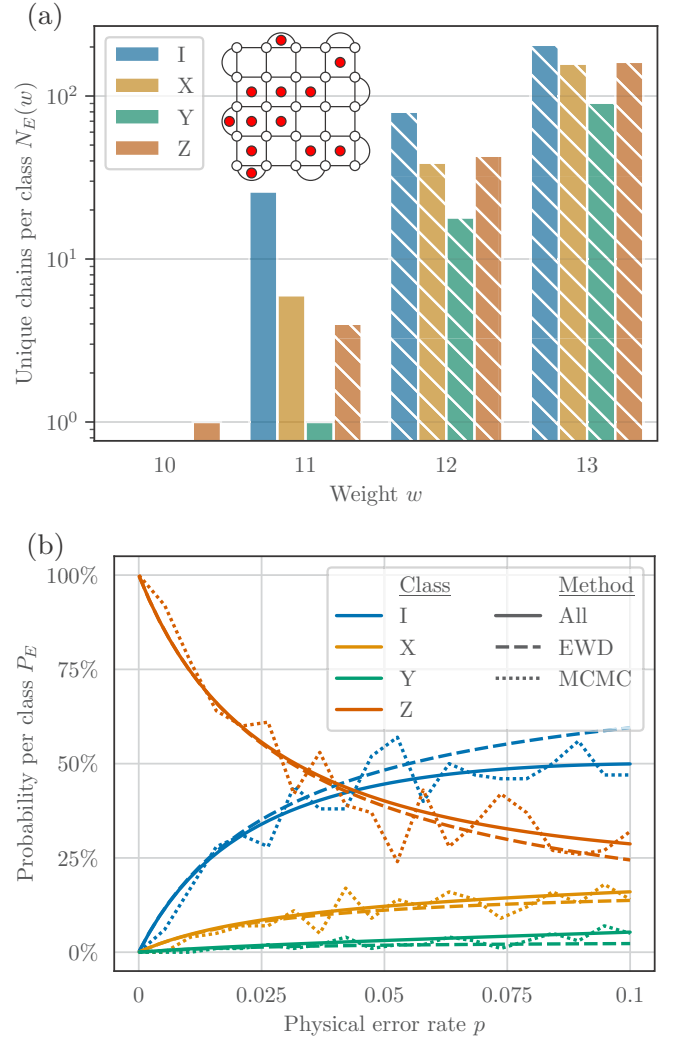 (a)
Unique chains per class N_E(w)
10^2
10^1
10^0
I
X
Y
Z
10 11 12 13
Weight w
(b)
Probability per class P_E
100%
75%
50%
25%
0%
Class Method
I All
X EWD
Y MCMC
Z
0 0.025 0.05 0.075 0.1
Physical error rate p